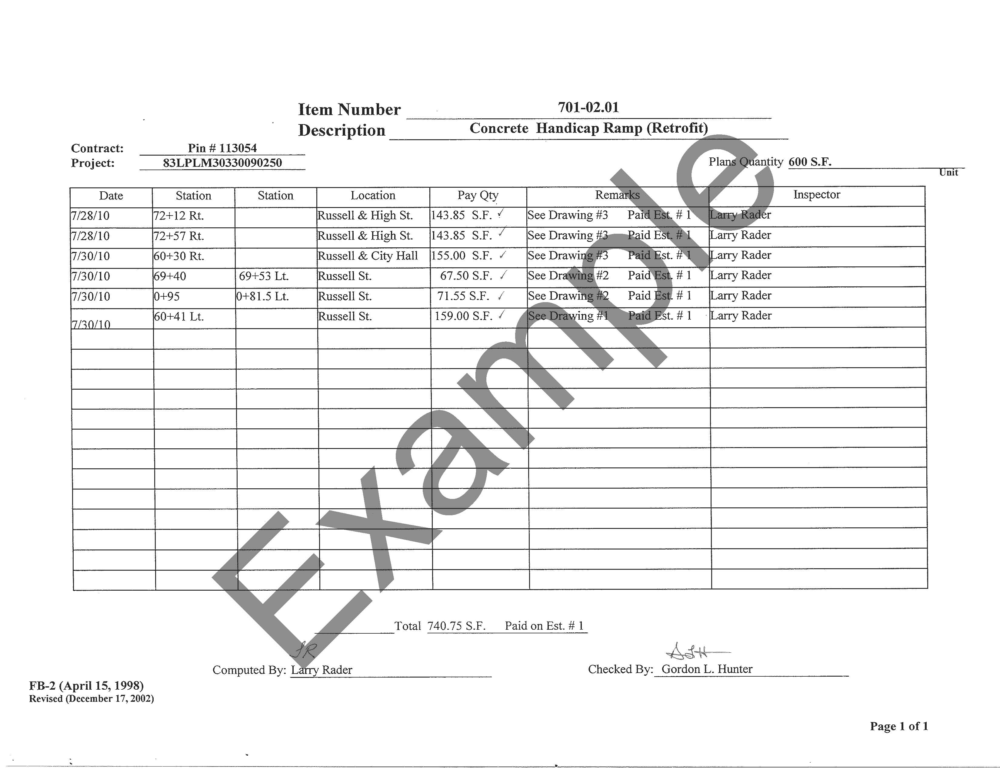 Item Number 701-02.01
Description Concrete Handicap Ramp (Retrofit)
Contract: Pin # 113054
Project: 83LPLM30330090250
Plans Quantity 600 S.F.
Unit
Date Station Station Location Pay Qty Remarks Inspector
7/28/10 72+12 Rt. Russell & High St. 143.85 S.F. ✓ See Drawing #3 Paid Est. # 1 Larry Rader
7/28/10 72+57 Rt. Russell & High St. 143.85 S.F. ✓ See Drawing #3 Paid Est. # 1 Larry Rader
7/30/10 60+30 Rt. Russell & City Hall 155.00 S.F. ✓ See Drawing #3 Paid Est. # 1 Larry Rader
7/30/10 69+40 69+53 Lt. Russell St. 67.50 S.F. ✓ See Drawing #2 Paid Est. # 1 Larry Rader
7/30/10 0+95 0+81.5 Lt. Russell St. 71.55 S.F. ✓ See Drawing #2 Paid Est. # 1 Larry Rader
7/30/10 60+41 Lt. Russell St. 159.00 S.F. ✓ See Drawing #1 Paid Est. # 1 Larry Rader
Example
Total 740.75 S.F. Paid on Est. # 1
Computed By: Larry Rader
Checked By: Gordon L. Hunter
FB-2 (April 15, 1998)
Revised (December 17, 2002)
Page 1 of 1